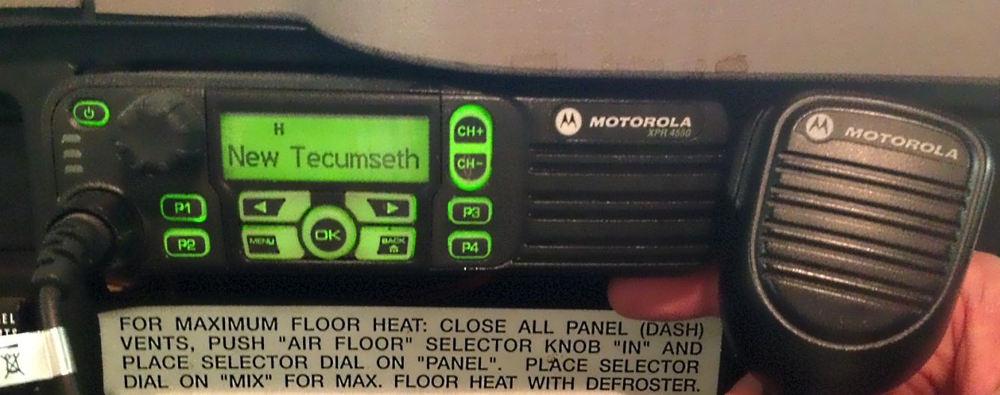 H
New Tecumseth
CH+
CH-
P1
P2
P3
P4
MENU
OK
BACK
MOTOROLA
XPR 4550
MOTOROLA
FOR MAXIMUM FLOOR HEAT: CLOSE ALL PANEL (DASH)
VENTS, PUSH "AIR FLOOR" SELECTOR KNOB "IN" AND
PLACE SELECTOR DIAL ON "PANEL". PLACE SELECTOR
DIAL ON "MIX" FOR MAX. FLOOR HEAT WITH DEFROSTER.